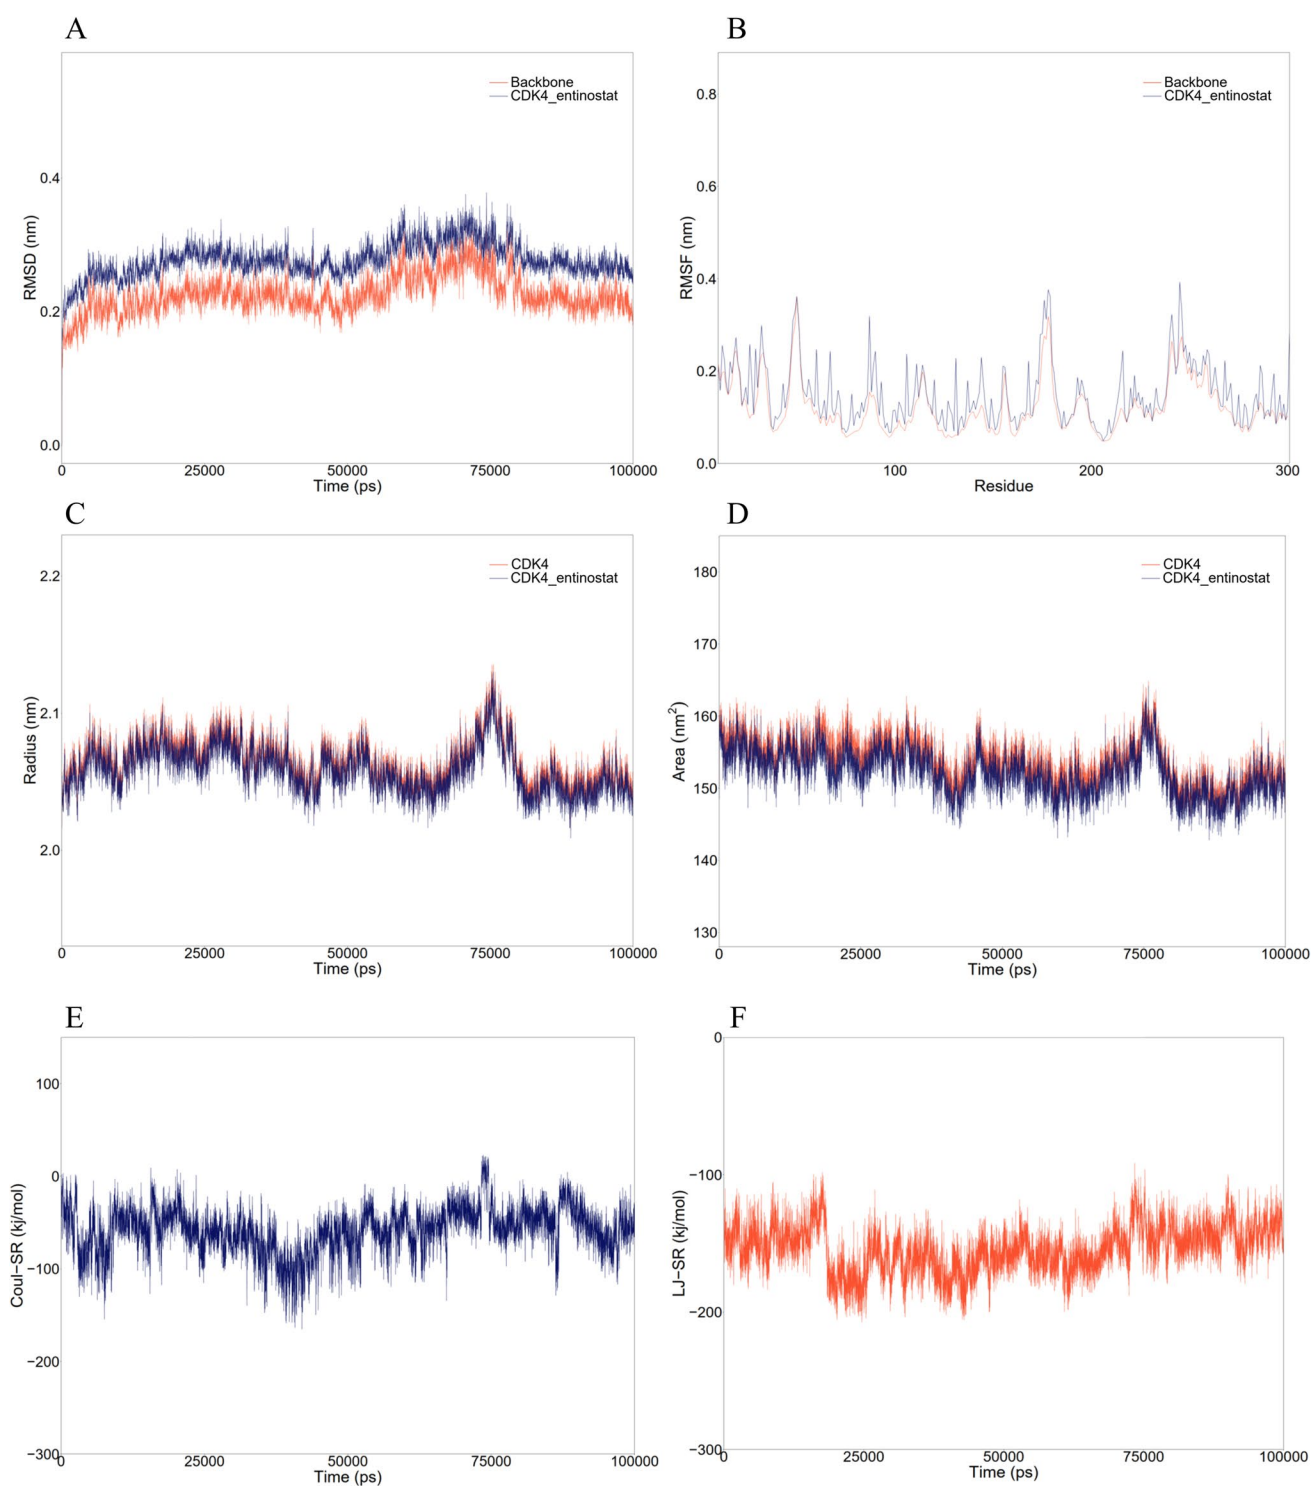 A
Backbone
CDK4_entinostat
RMSD (nm)
0.4
0.2
0.0
0 25000 50000 75000 100000
Time (ps)
B
Backbone
CDK4_entinostat
RMSF (nm)
0.8
0.6
0.4
0.2
0.0
100 200 300
Residue
C
CDK4
CDK4_entinostat
Radius (nm)
2.2
2.1
2.0
0 25000 50000 75000 100000
Time (ps)
D
CDK4
CDK4_entinostat
Area (nm²)
180
170
160
150
140
130
0 25000 50000 75000 100000
Time (ps)
E
Coul−SR (kj/mol)
100
0
−100
−200
−300
0 25000 50000 75000 100000
Time (ps)
F
LJ−SR (kj/mol)
0
−100
−200
−300
0 25000 50000 75000 100000
Time (ps)